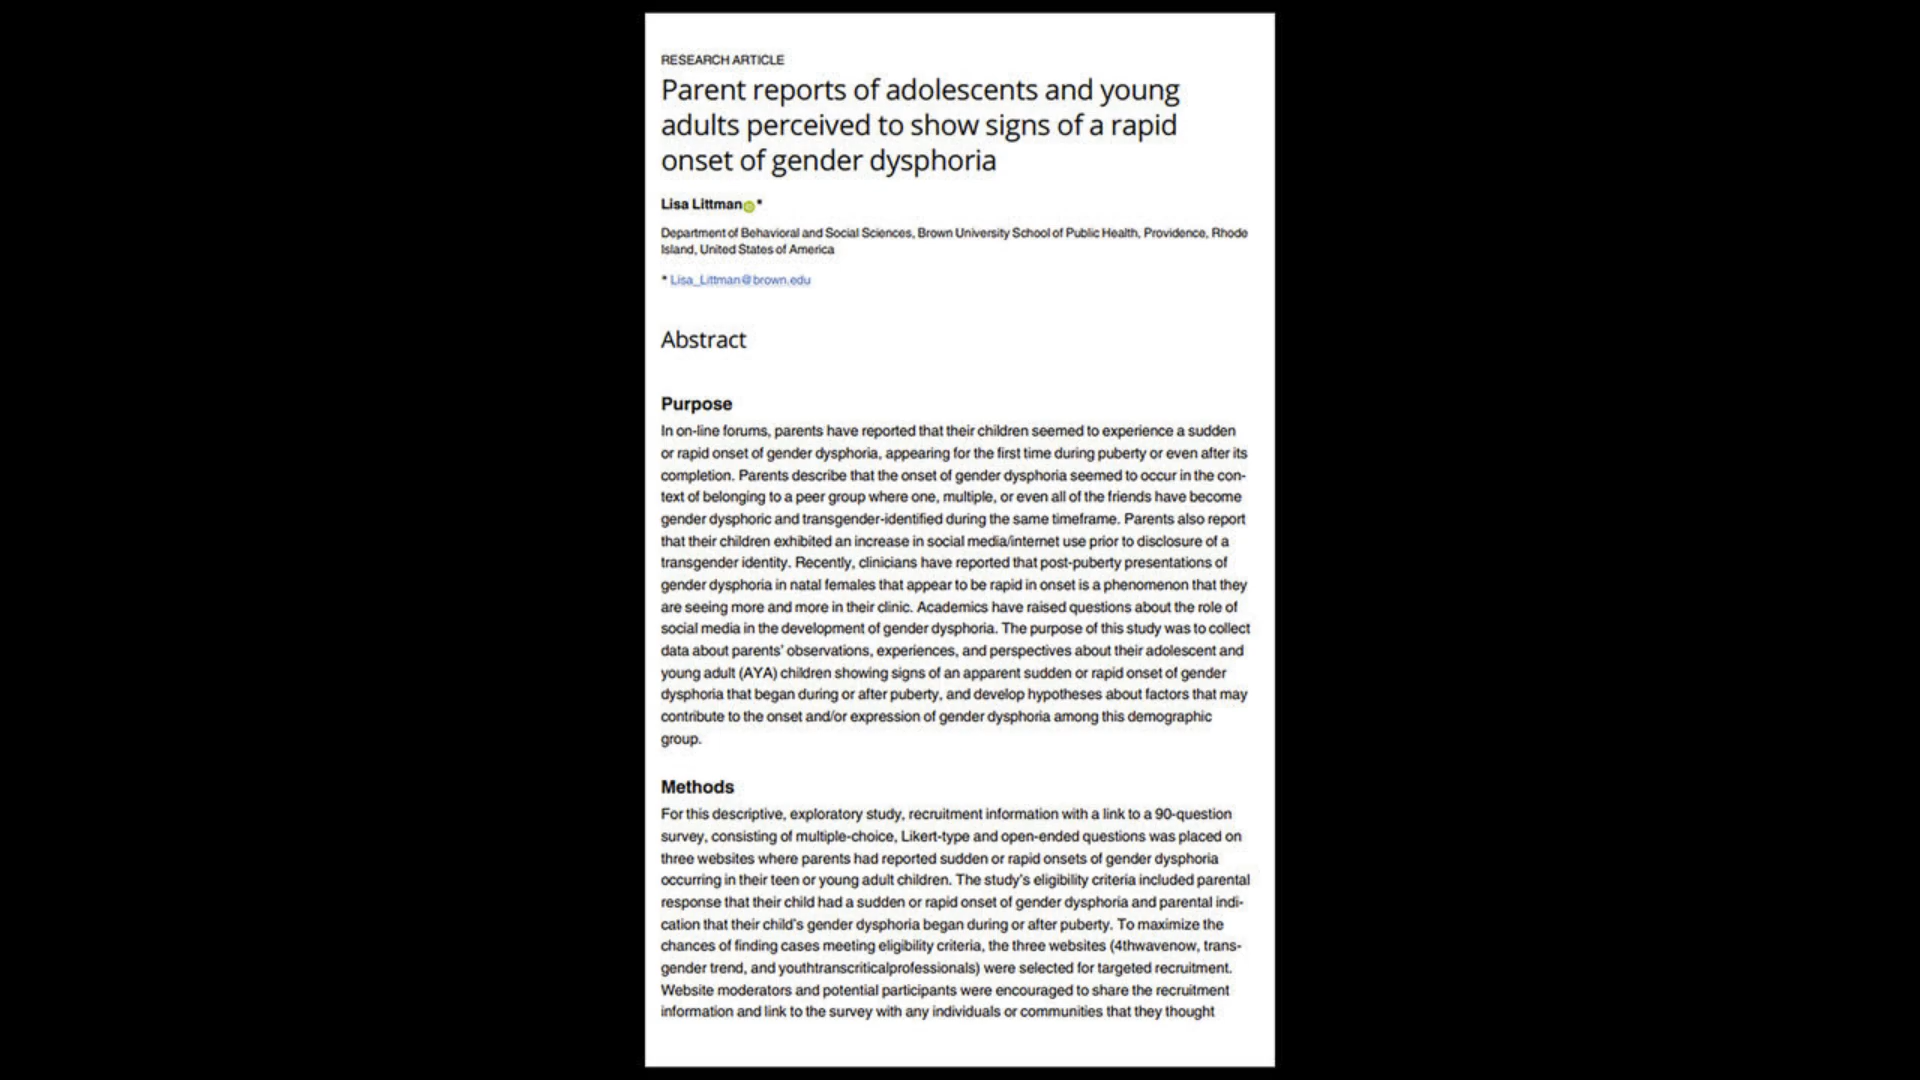 RESEARCH ARTICLE
Parent reports of adolescents and young
adults perceived to show signs of a rapid
onset of gender dysphoria
Lisa Littman *
Department of Behavioral and Social Sciences, Brown University School of Public Health, Providence, Rhode
Island, United States of America
* Lisa_Littman@brown.edu
Abstract
Purpose
In on-line forums, parents have reported that their children seemed to experience a sudden
or rapid onset of gender dysphoria, appearing for the first time during puberty or even after its
completion. Parents describe that the onset of gender dysphoria seemed to occur in the con-
text of belonging to a peer group where one, multiple, or even all of the friends have become
gender dysphoric and transgender-identified during the same timeframe. Parents also report
that their children exhibited an increase in social media/internet use prior to disclosure of a
transgender identity. Recently, clinicians have reported that post-puberty presentations of
gender dysphoria in natal females that appear to be rapid in onset is a phenomenon that they
are seeing more and more in their clinic. Academics have raised questions about the role of
social media in the development of gender dysphoria. The purpose of this study was to collect
data about parents' observations, experiences, and perspectives about their adolescent and
young adult (AYA) children showing signs of an apparent sudden or rapid onset of gender
dysphoria that began during or after puberty, and develop hypotheses about factors that may
contribute to the onset and/or expression of gender dysphoria among this demographic
group.
Methods
For this descriptive, exploratory study, recruitment information with a link to a 90-question
survey, consisting of multiple-choice, Likert-type and open-ended questions was placed on
three websites where parents had reported sudden or rapid onsets of gender dysphoria
occurring in their teen or young adult children. The study's eligibility criteria included parental
response that their child had a sudden or rapid onset of gender dysphoria and parental indi-
cation that their child's gender dysphoria began during or after puberty. To maximize the
chances of finding cases meeting eligibility criteria, the three websites (4thwavenow, trans-
gender trend, and youthtranscriticalprofessionals) were selected for targeted recruitment.
Website moderators and potential participants were encouraged to share the recruitment
information and link to the survey with any individuals or communities that they thought